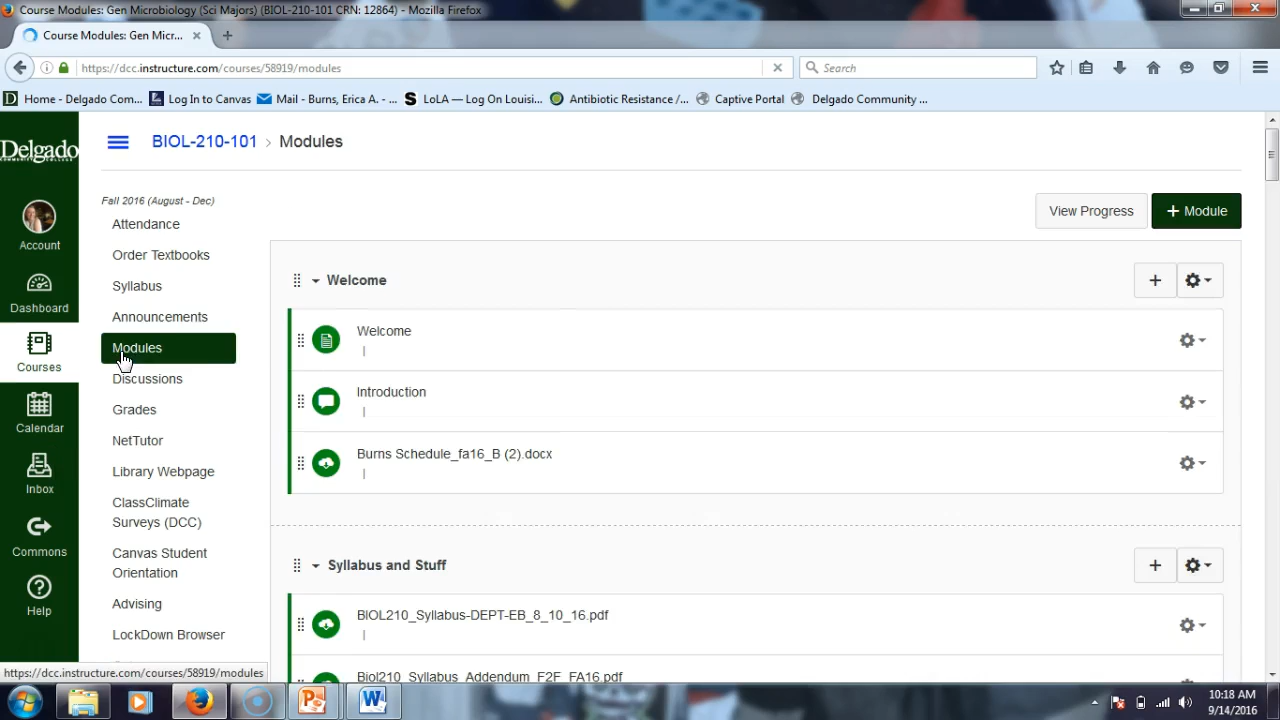 Course Modules: Gen Microbiology (Sci Majors) (BIOL-210-101 CRN: 12864) - Mozilla Firefox
Course Modules: Gen Micr...
https://dcc.instructure.com/courses/58919/modules
Search
Home - Delgado Com...
Log In to Canvas
Mail - Burns, Erica A. - ...
LoLA — Log On Louisi...
Antibiotic Resistance /...
Captive Portal
Delgado Community ...
Delgado
COMMUNITY COLLEGE
Account
Dashboard
Courses
Calendar
Inbox
Commons
Help
BIOL-210-101 > Modules
Fall 2016 (August - Dec)
Attendance
Order Textbooks
Syllabus
Announcements
Modules
Discussions
Grades
NetTutor
Library Webpage
ClassClimate
Surveys (DCC)
Canvas Student
Orientation
Advising
LockDown Browser
View Progress
+ Module
Welcome
Welcome
Introduction
Burns Schedule_fa16_B (2).docx
Syllabus and Stuff
BIOL210_Syllabus-DEPT-EB_8_10_16.pdf
Biol210_Syllabus_Addendum_F2F_FA16.pdf
https://dcc.instructure.com/courses/58919/modules
10:18 AM
9/14/2016